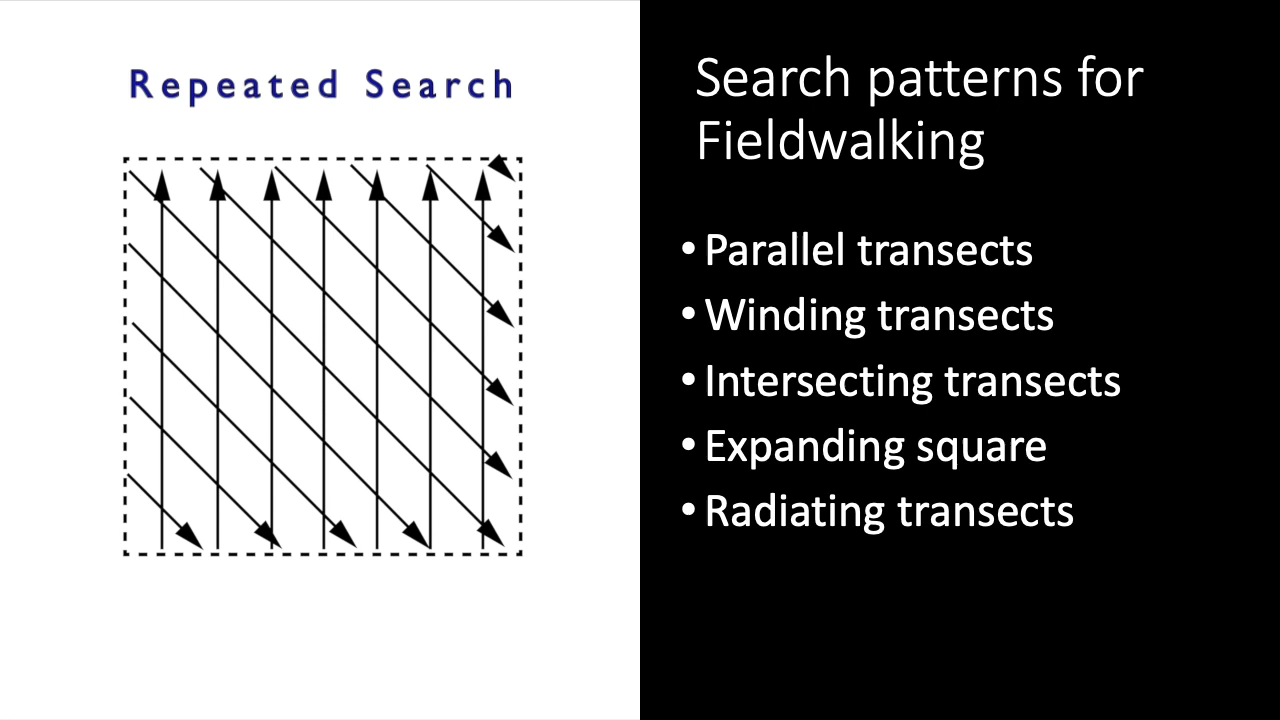 Repeated Search
Search patterns for
Fieldwalking
• Parallel transects
• Winding transects
• Intersecting transects
• Expanding square
• Radiating transects